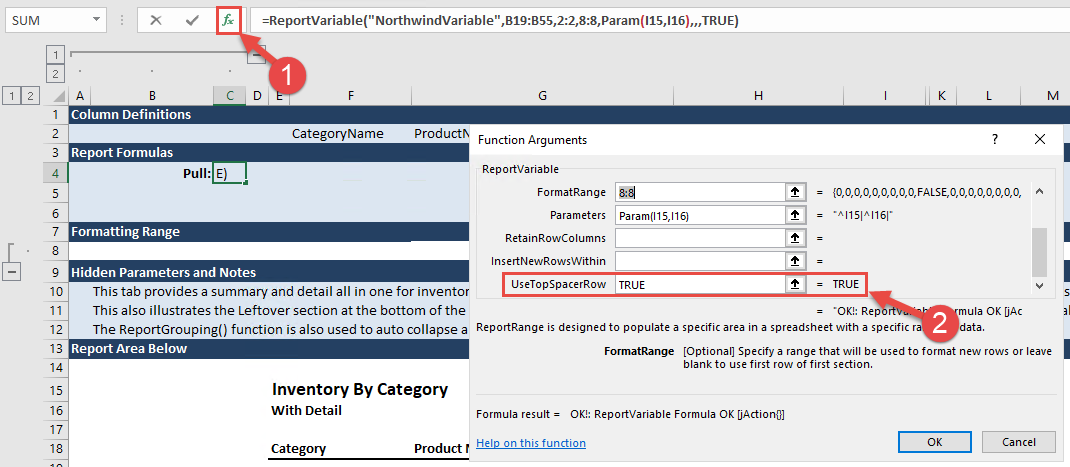 SUM
fx
=ReportVariable("NorthwindVariable",B19:B55,2:2,8:8,Param(I15,I16),,,TRUE)
1
2
1
1 2
A B C D E F G H I K L M
1 Column Definitions
2 CategoryName ProductN
Function Arguments ?
3 Report Formulas
ReportVariable
4 Pull: E)
FormatRange 8:8 = {0,0,0,0,0,0,0,0,0,FALSE,0,0,0,0,0,0,0,0,
5
Parameters Param(I15,I16) = "^I15|^I16|"
6
RetainRowColumns =
7 Formatting Range
InsertNewRowsWithin =
8
UseTopSpacerRow TRUE = TRUE
9 Hidden Parameters and Notes
10 This tab provides a summary and detail all in one for inventor
= "OK!: ReportVariable Formula OK [jAc
11 This also illustrates the Leftover section at the bottom of the
2
ReportRange is designed to populate a specific area in a spreadsheet with a specific data.
12 The ReportGrouping() function is also used to auto collapse a
13 Report Area Below
FormatRange [Optional] Specify a range that will be used to format new rows or leave
blank to use first row of first section.
14
15 Inventory By Category
16 With Detail
Formula result = OK!: ReportVariable Formula OK [jAction{}]
17
Help on this function OK Cancel
18 Category Product